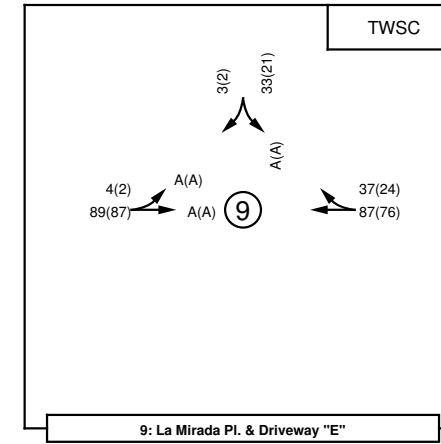 TWSC
3(2)
33(21)
A(A)
4(2)
A(A)
37(24)
89(87)
A(A)
9
87(76)
9: La Mirada Pl. & Driveway "E"